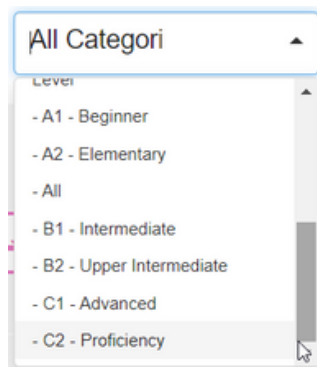 All Categori
Level
- A1 - Beginner
- A2 - Elementary
- All
- B1 - Intermediate
- B2 - Upper Intermediate
- C1 - Advanced
- C2 - Proficiency